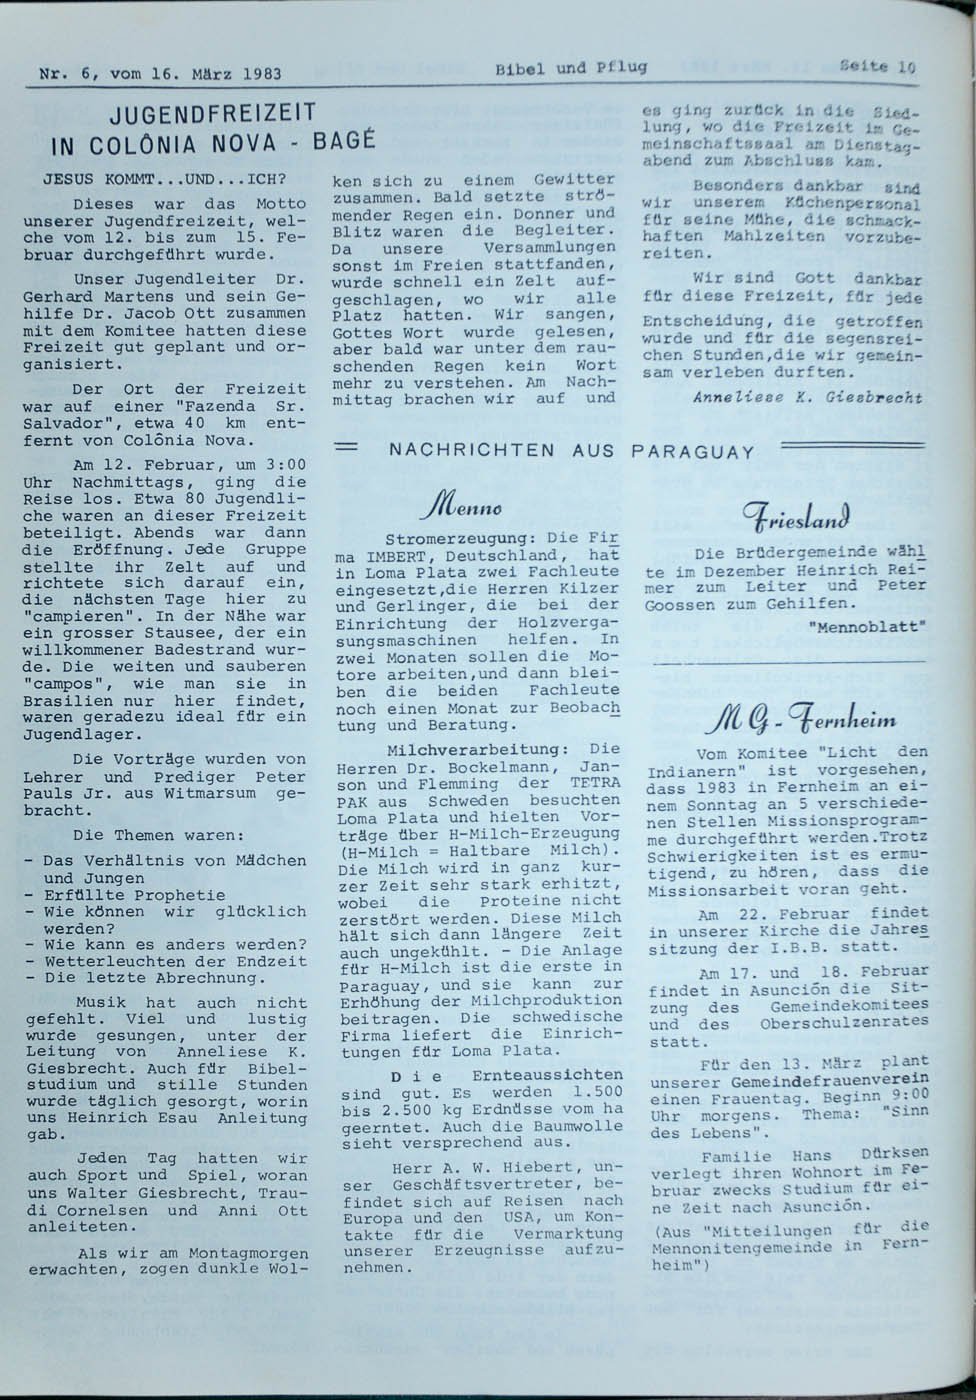 Nr. 6, vom 16. März 1983
Bibel und Pflug
Seite 10
JUGENDFREIZEIT
IN COLÔNIA NOVA - BAGÉ
JESUS KOMMT...UND...ICH?
Dieses war das Motto
unserer Jugendfreizeit, wel-
che vom 12. bis zum 15. Fe-
bruar durchgeführt wurde.
Unser Jugendleiter Dr.
Gerhard Martens und sein Ge-
hilfe Dr. Jacob Ott zusammen
mit dem Komitee hatten diese
Freizeit gut geplant und or-
ganisiert.
Der Ort der Freizeit
war auf einer "Fazenda Sr.
Salvador", etwa 40 km ent-
fernt von Colônia Nova.
Am 12. Februar, um 3:00
Uhr Nachmittags, ging die
Reise los. Etwa 80 Jugendli-
che waren an dieser Freizeit
beteiligt. Abends war dann
die Eröffnung. Jede Gruppe
stellte ihr Zelt auf und
richtete sich darauf ein,
die nächsten Tage hier zu
"campieren". In der Nähe war
ein grosser Stausee, der ein
willkommener Badestrand wur-
de. Die weiten und sauberen
"campos", wie man sie in
Brasilien nur hier findet,
waren geradezu ideal für ein
Jugendlager.
Die Vorträge wurden von
Lehrer und Prediger Peter
Pauls Jr. aus Witmarsum ge-
bracht.
Die Themen waren:
- Das Verhältnis von Mädchen
und Jungen
- Erfüllte Prophetie
- Wie können wir glücklich
werden?
- Wie kann es anders werden?
- Wetterleuchten der Endzeit
- Die letzte Abrechnung.
Musik hat auch nicht
gefehlt. Viel und lustig
wurde gesungen, unter der
Leitung von Anneliese K.
Giesbrecht. Auch für Bibel-
studium und stille Stunden
wurde täglich gesorgt, worin
uns Heinrich Esau Anleitung
gab.
Jeden Tag hatten wir
auch Sport und Spiel, woran
uns Walter Giesbrecht, Trau-
di Cornelsen und Anni Ott
anleiteten.
Als wir am Montagmorgen
erwachten, zogen dunkle Wol-
ken sich zu einem Gewitter
zusammen. Bald setzte strö-
mender Regen ein. Donner und
Blitz waren die Begleiter.
Da unsere Versammlungen
sonst im Freien stattfanden,
wurde schnell ein Zelt auf-
geschlagen, wo wir alle
Platz hatten. Wir sangen,
Gottes Wort wurde gelesen,
aber bald war unter dem rau-
schenden Regen kein Wort
mehr zu verstehen. Am Nach-
mittag brachen wir auf und
es ging zurück in die Sied-
lung, wo die Freizeit im Ge-
meinschaftssaal am Dienstag-
abend zum Abschluss kam.
Besonders dankbar sind
wir unserem Küchenpersonal
für seine Mühe, die schmack-
haften Mahlzeiten vorzube-
reiten.
Wir sind Gott dankbar
für diese Freizeit, für jede
Entscheidung, die getroffen
wurde und für die segensrei-
chen Stunden,die wir gemein-
sam verleben durften.
Anneliese K. Giesbrecht
NACHRICHTEN AUS PARAGUAY
Menno
Stromerzeugung: Die Fir
ma IMBERT, Deutschland, hat
in Loma Plata zwei Fachleute
eingesetzt,die Herren Kilzer
und Gerlinger, die bei der
Einrichtung der Holzverga-
sungsmaschinen helfen. In
zwei Monaten sollen die Mo-
tore arbeiten,und dann blei-
ben die beiden Fachleute
noch einen Monat zur Beobach
tung und Beratung.
Milchverarbeitung: Die
Herren Dr. Bockelmann, Jan-
son und Flemming der TETRA
PAK aus Schweden besuchten
Loma Plata und hielten Vor-
träge über H-Milch-Erzeugung
(H-Milch = Haltbare Milch).
Die Milch wird in ganz kur-
zer Zeit sehr stark erhitzt,
wobei die Proteine nicht
zerstört werden. Diese Milch
hält sich dann längere Zeit
auch ungekühlt. - Die Anlage
für H-Milch ist die erste in
Paraguay, und sie kann zur
Erhöhung der Milchproduktion
beitragen. Die schwedische
Firma liefert die Einrich-
tungen für Loma Plata.
D i e Ernteaussichten
sind gut. Es werden 1.500
bis 2.500 kg Erdnüsse vom ha
geerntet. Auch die Baumwolle
sieht versprechend aus.
Herr A. W. Hiebert, un-
ser Geschäftsvertreter, be-
findet sich auf Reisen nach
Europa und den USA, um Kon-
takte für die Vermarktung
unserer Erzeugnisse aufzu-
nehmen.
Friesland
Die Brüdergemeinde wähl
te im Dezember Heinrich Rei-
mer zum Leiter und Peter
Goossen zum Gehilfen.
"Mennoblatt"
MG-Fernheim
Vom Komitee "Licht den
Indianern" ist vorgesehen,
dass 1983 in Fernheim an ei-
nem Sonntag an 5 verschiede-
nen Stellen Missionsprogram-
me durchgeführt werden.Trotz
Schwierigkeiten ist es ermu-
tigend, zu hören, dass die
Missionsarbeit voran geht.
Am 22. Februar findet
in unserer Kirche die Jahres
sitzung der I.B.B. statt.
Am 17. und 18. Februar
findet in Asunción die Sit-
zung des Gemeindekomitees
und des Oberschulzenrates
statt.
Für den 13. März plant
unserer Gemeindefrauenverein
einen Frauentag. Beginn 9:00
Uhr morgens. Thema: "Sinn
des Lebens".
Familie Hans Dürksen
verlegt ihren Wohnort im Fe-
bruar zwecks Studium für ei-
ne Zeit nach Asunción.
(Aus "Mitteilungen für die
Mennonitengemeinde in Fern-
heim")